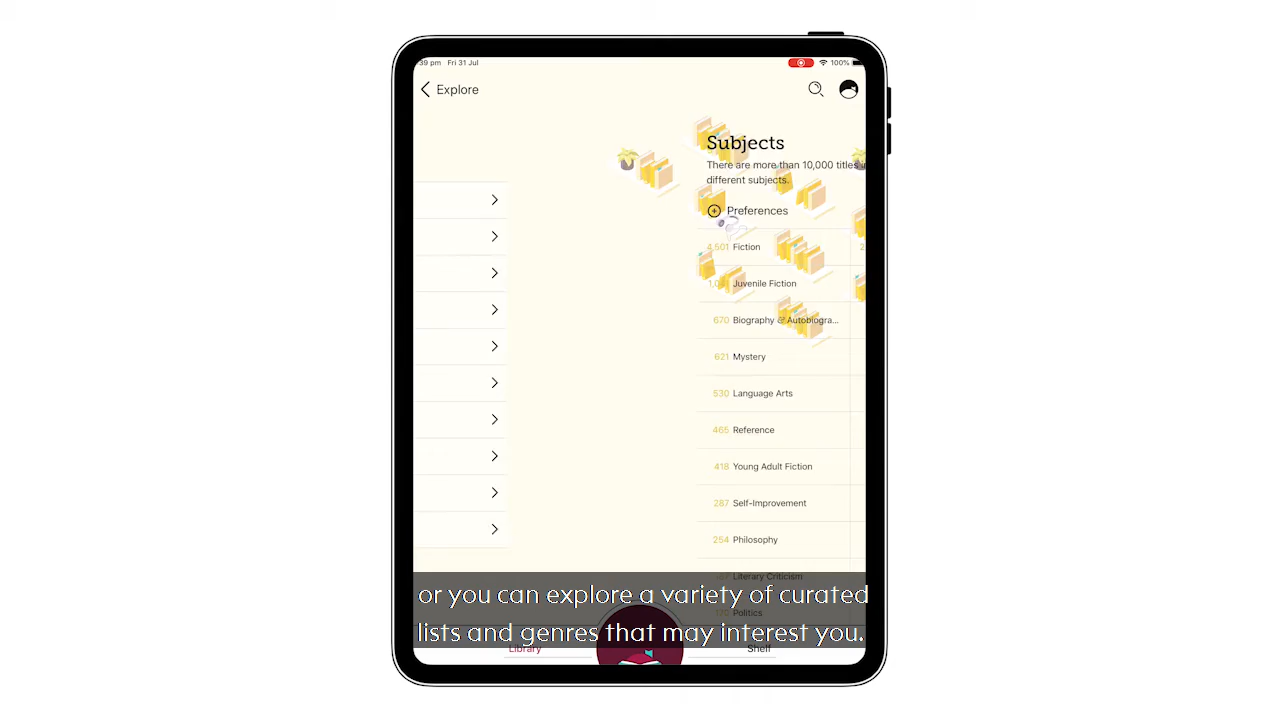 39 pm Fri 31 Jul
100%
Explore
Subjects
There are more than 10,000 titles
different subjects.
Preferences
4,501 Fiction
Juvenile Fiction
670 Biography & Autobiogra...
621 Mystery
530 Language Arts
465 Reference
418 Young Adult Fiction
287 Self-Improvement
254 Philosophy
Literary Criticism
Politics
or you can explore a variety of curated
lists and genres that may interest you.
Library
Shelf